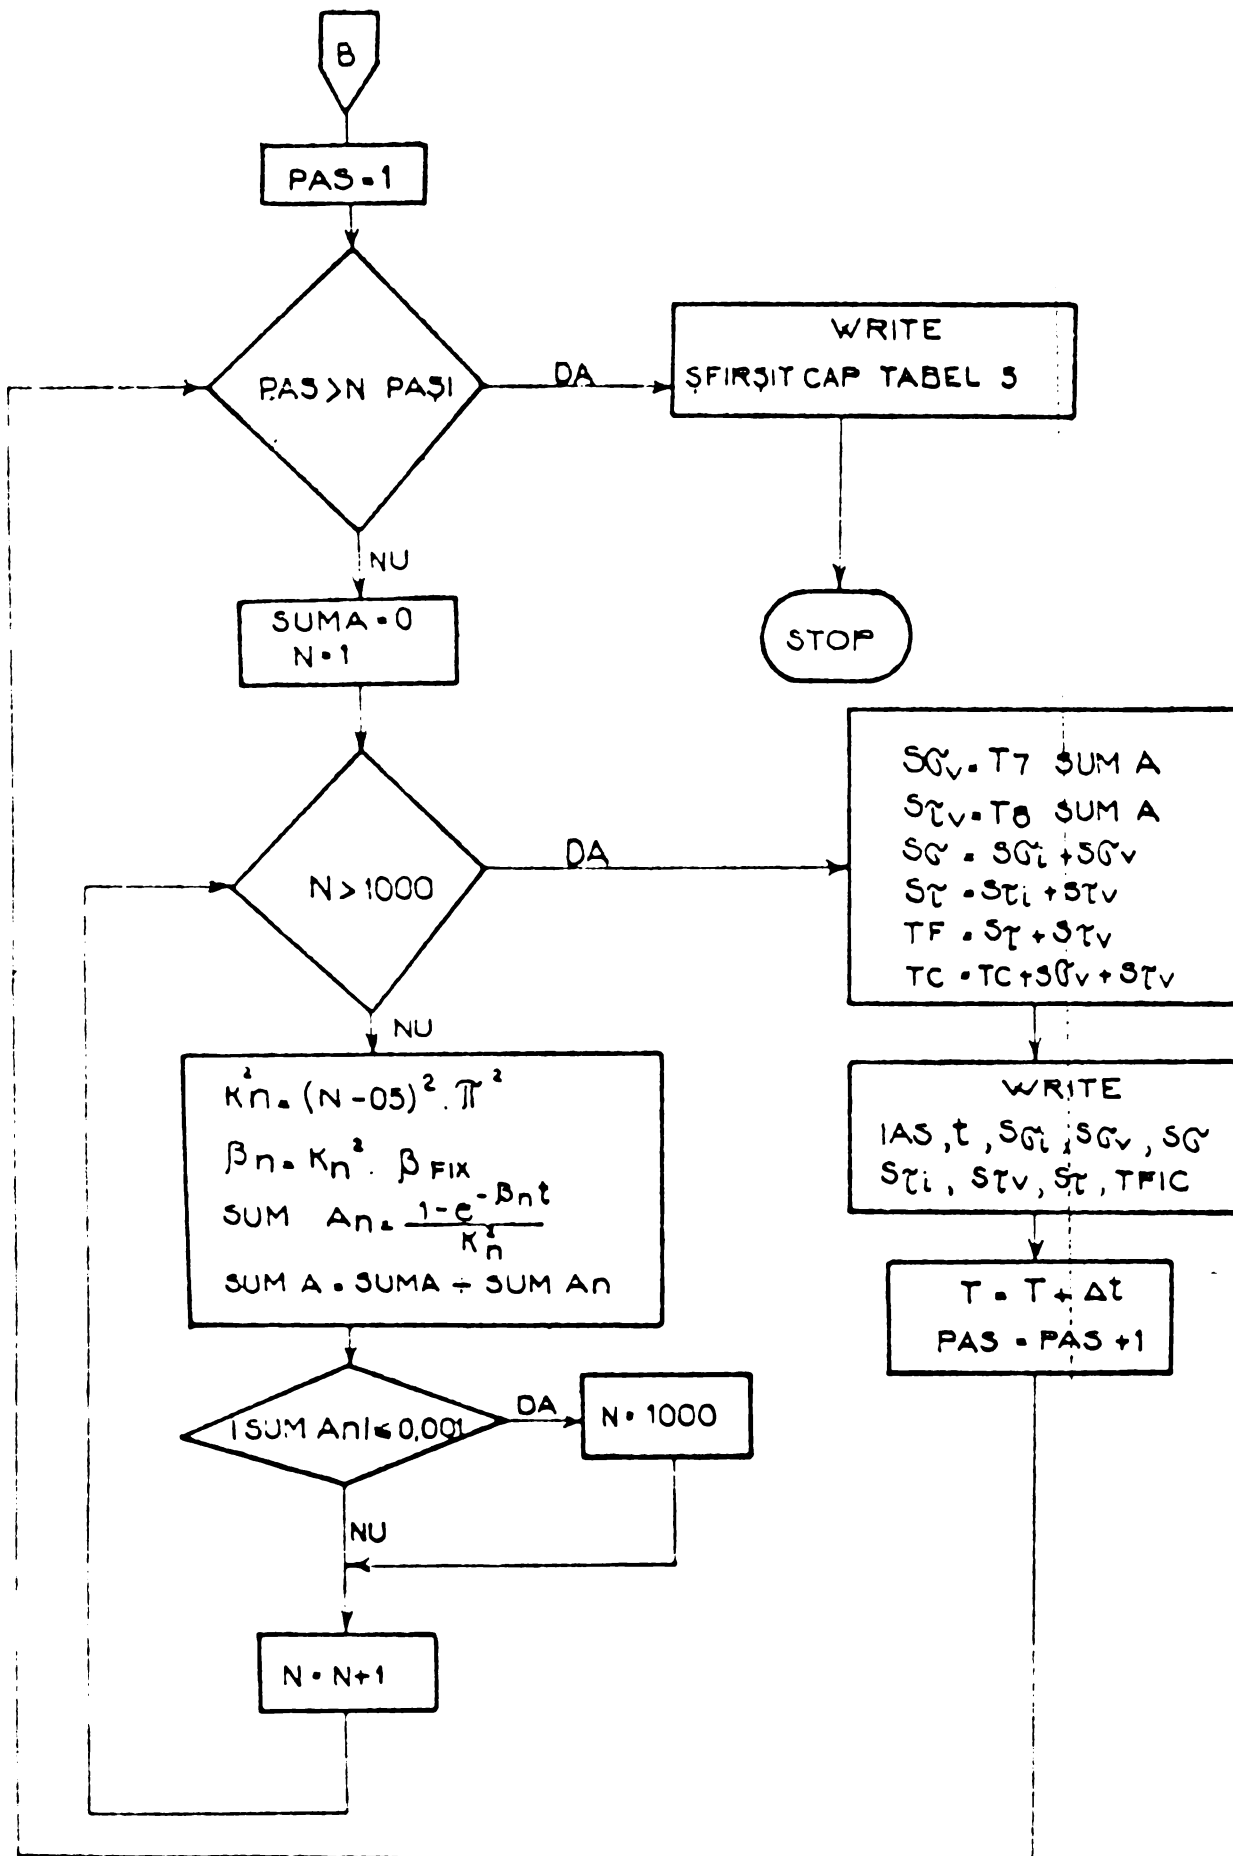 B
PAS = 1
PAS > N PAȘI
DA
WRITE
ȘFIRȘIT CAP TABEL 5
STOP
NU
SUMA = 0
N = 1
N > 1000
DA
Sσv = T7 SUM A
Sτv = T8 SUM A
Sσ = Sσi + Sσv
Sτ = Sτi + Sτv
TF = Sτ + Sτv
TC = TC + Sσv + Sτv
WRITE
IAS, t, Sσi, Sσv, Sσ
Sτi, Sτv, Sτ, TFIC
T = T + Δt
PAS = PAS + 1
NU
K²n = (N - 05)² . π²
βn = Kn² . β FIX
SUM An = (1 - e^-βnt) / K²n
SUM A = SUMA + SUM An
|SUM An| ≤ 0,001
DA
N = 1000
NU
N = N + 1